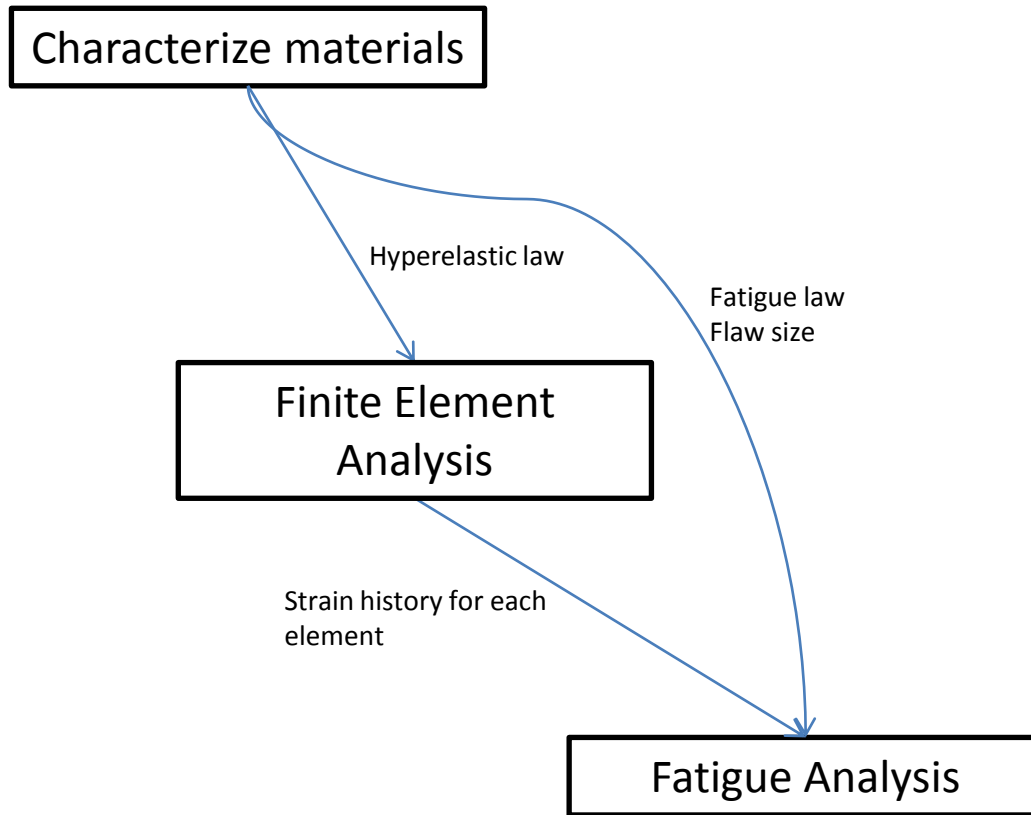 Characterize materials
Hyperelastic law
Fatigue law
Flaw size
Finite Element
Analysis
Strain history for each
element
Fatigue Analysis